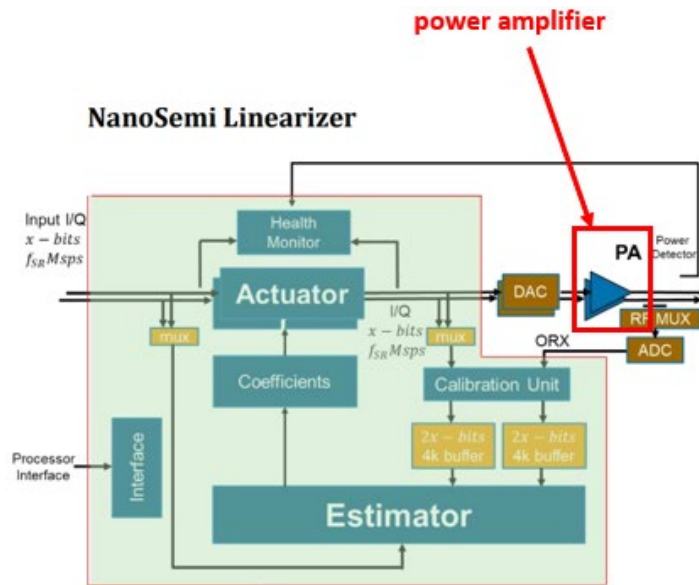 power amplifier
NanoSemi Linearizer
Input I/Q
x - bits
f_SR Msps
Health
Monitor
Power
Detector
PA
Actuator
DAC
RF MUX
mux
I/Q
x - bits
f_SR Msps
mux
ORX
ADC
Coefficients
Calibration Unit
2x - bits
4k buffer
2x - bits
4k buffer
Processor
Interface
Interface
Estimator